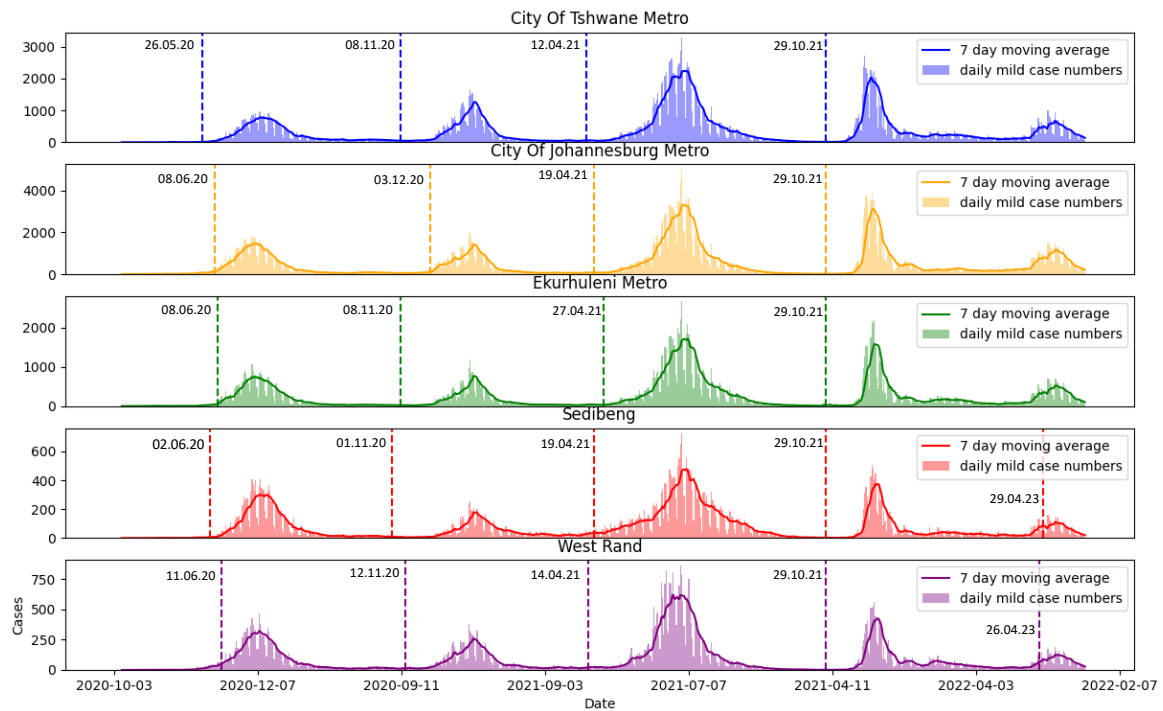 City Of Tshwane Metro
3000
2000
1000
0
26.05.20
08.11.20
12.04.21
29.10.21
7 day moving average
daily mild case numbers
City Of Johannesburg Metro
4000
2000
0
08.06.20
03.12.20
19.04.21
29.10.21
7 day moving average
daily mild case numbers
Ekurhuleni Metro
2000
1000
0
08.06.20
08.11.20
27.04.21
29.10.21
7 day moving average
daily mild case numbers
Sedibeng
600
400
200
0
02.06.20
01.11.20
19.04.21
29.10.21
29.04.23
7 day moving average
daily mild case numbers
West Rand
Cases
750
500
250
0
11.06.20
12.11.20
14.04.21
29.10.21
26.04.23
7 day moving average
daily mild case numbers
2020-10-03
2020-12-07
2020-09-11
2021-09-03
2021-07-07
2021-04-11
2022-04-03
2022-02-07
Date